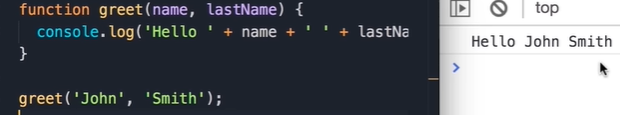 function greet(name, lastName) {
console.log('Hello ' + name + ' ' + lastNa
}
greet('John', 'Smith');
top
Hello John Smith
>